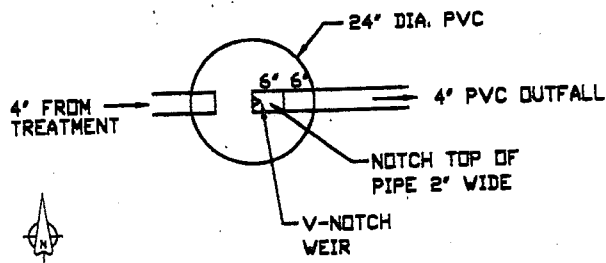 24" DIA. PVC
6" 6"
4" FROM
TREATMENT
4" PVC OUTFALL
NOTCH TOP OF
PIPE 2" WIDE
V-NOTCH
WEIR
N